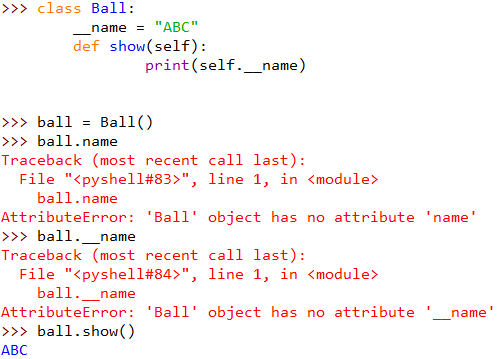 >>> class Ball:
        __name = "ABC"
        def show(self):
                print(self.__name)
>>> ball = Ball()
>>> ball.name
Traceback (most recent call last):
  File "<pyshell#83>", line 1, in <module>
    ball.name
AttributeError: 'Ball' object has no attribute 'name'
>>> ball.__name
Traceback (most recent call last):
  File "<pyshell#84>", line 1, in <module>
    ball.__name
AttributeError: 'Ball' object has no attribute '__name'
>>> ball.show()
ABC